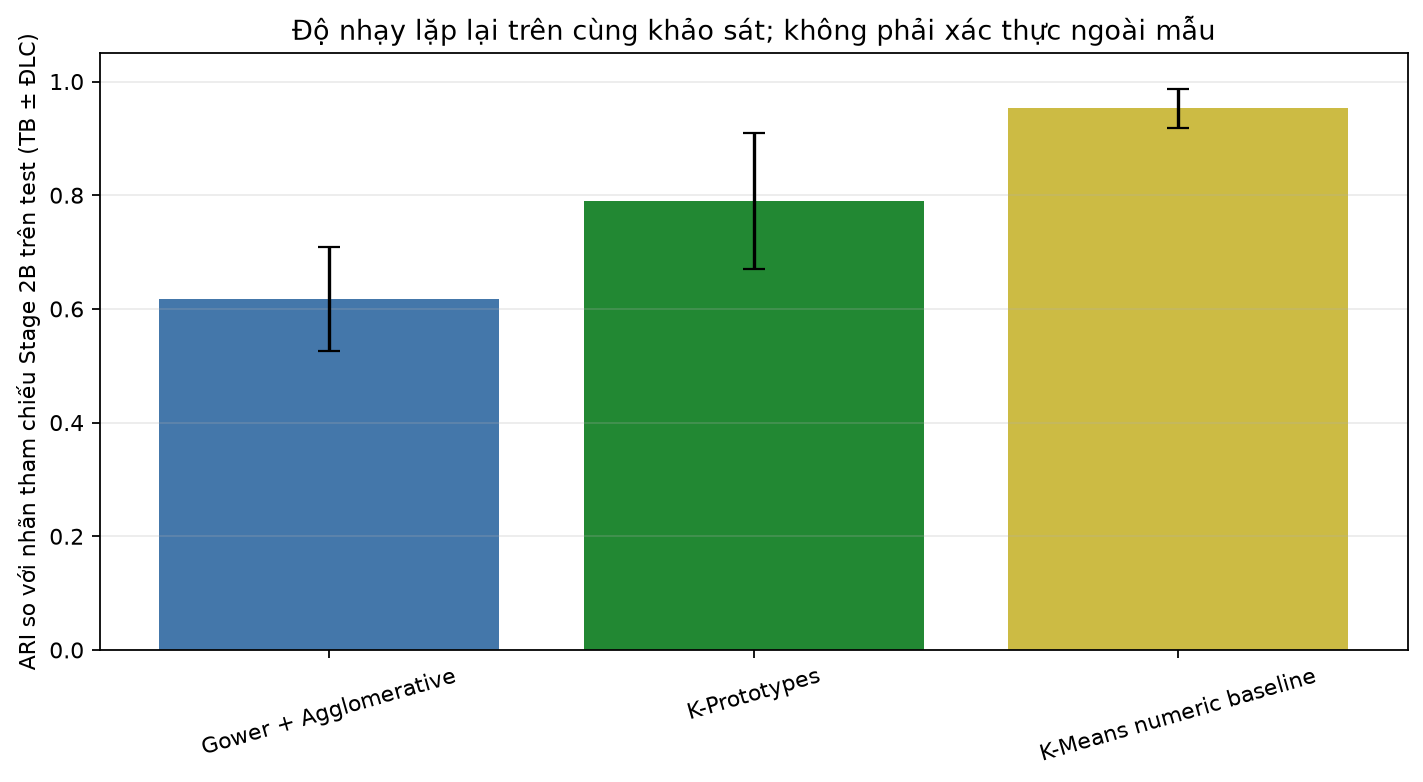 Độ nhạy lặp lại trên cùng khảo sát; không phải xác thực ngoài mẫu
ARI so với nhãn tham chiếu Stage 2B trên test (TB ± ĐLC)
1.0
0.8
0.6
0.4
0.2
0.0
Gower + Agglomerative
K-Prototypes
K-Means numeric baseline